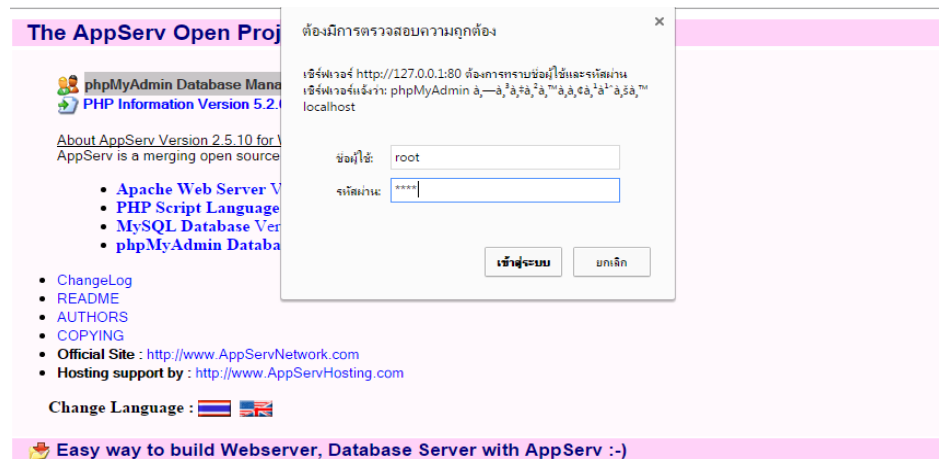 The AppServ Open Proj
phpMyAdmin Database Mana
PHP Information Version 5.2.
About AppServ Version 2.5.10 for
AppServ is a merging open source
• Apache Web Server V
• PHP Script Language
• MySQL Database Ver
• phpMyAdmin Databa
• ChangeLog
• README
• AUTHORS
• COPYING
• Official Site : http://www.AppServNetwork.com
• Hosting support by : http://www.AppServHosting.com
Change Language :
Easy way to build Webserver, Database Server with AppServ :-)
ต้องมีการตรวจสอบความถูกต้อง
×
เซิร์ฟเวอร์ http://127.0.0.1:80 ต้องการทราบชื่อผู้ใช้และรหัสผ่าน
เซิร์ฟเวอร์แจ้งว่า: phpMyAdmin
localhost
ชื่อผู้ใช้: root
รหัสผ่าน: ****
เข้าสู่ระบบ
ยกเลิก